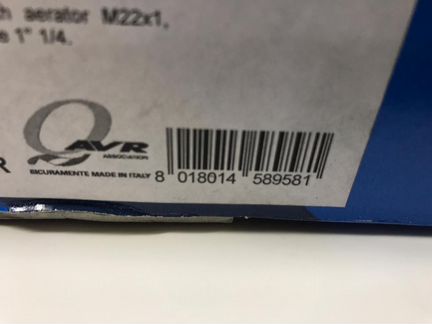 h aerator M22x1,
e 1" 1/4.
AVR
ASSOCIATION
R
SICURAMENTE MADE IN ITALY
8 018014 589581